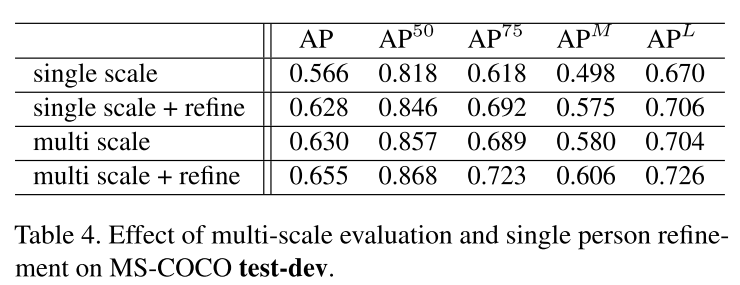 AP AP^50 AP^75 AP^M AP^L
single scale 0.566 0.818 0.618 0.498 0.670
single scale + refine 0.628 0.846 0.692 0.575 0.706
multi scale 0.630 0.857 0.689 0.580 0.704
multi scale + refine 0.655 0.868 0.723 0.606 0.726
Table 4. Effect of multi-scale evaluation and single person refine-
ment on MS-COCO test-dev.